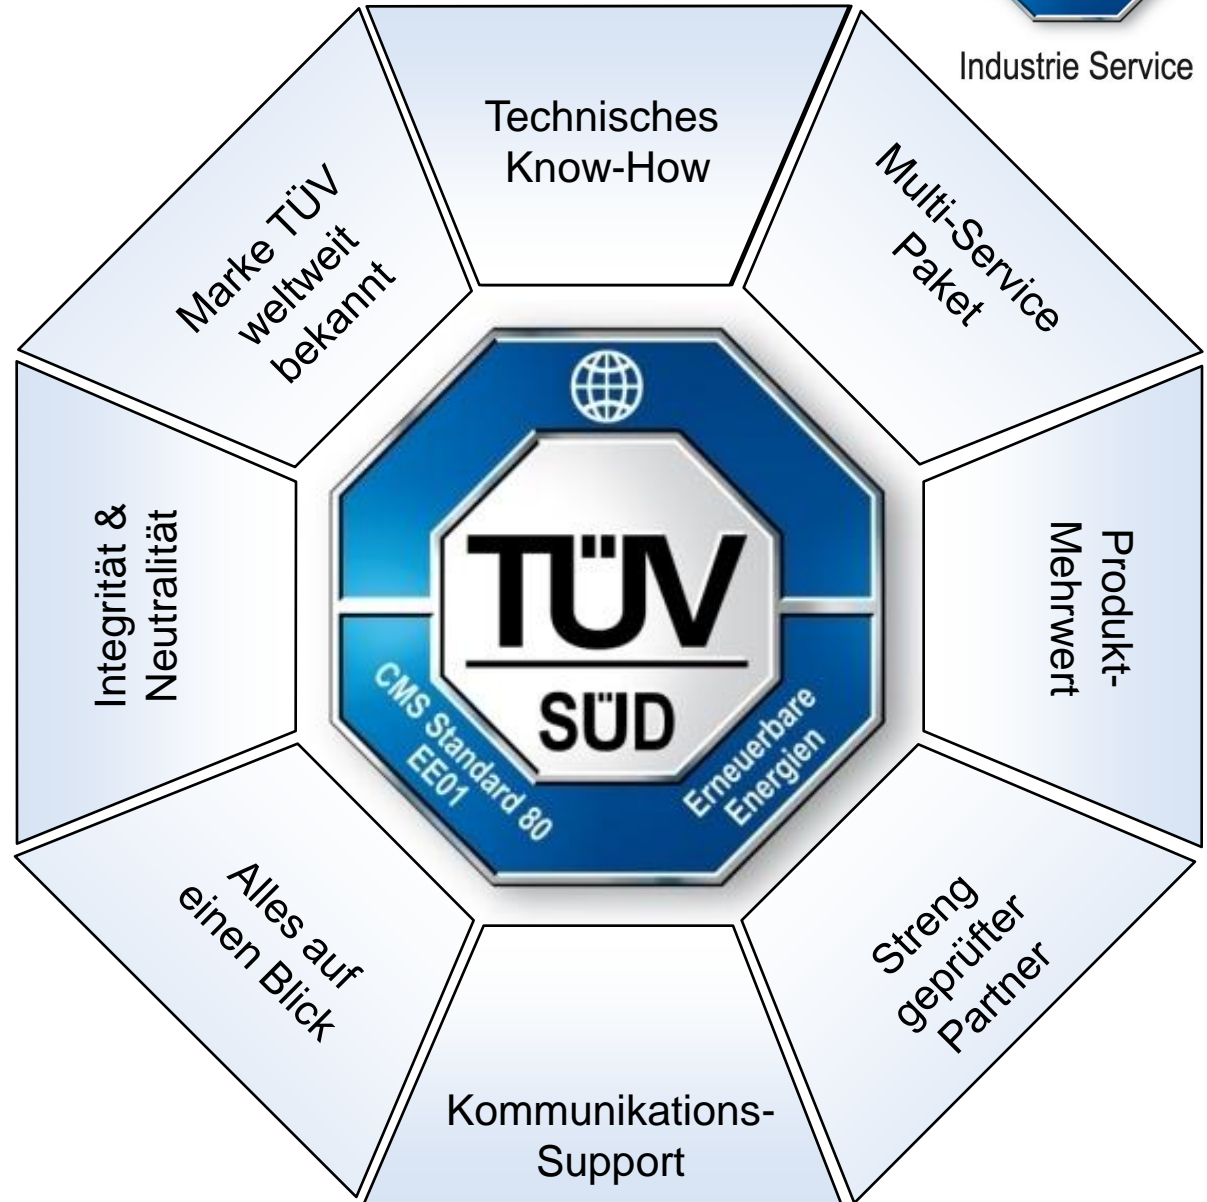 Industrie Service
Technisches
Know-How
Multi-Service
Paket
Produkt-
Mehrwert
Streng
geprüfter
Partner
Kommunikations-
Support
Alles auf
einen Blick
Integrität &
Neutralität
Marke TÜV
weltweit
bekannt
TÜV
SÜD
CMS Standard 80
EE01
Erneuerbare
Energien